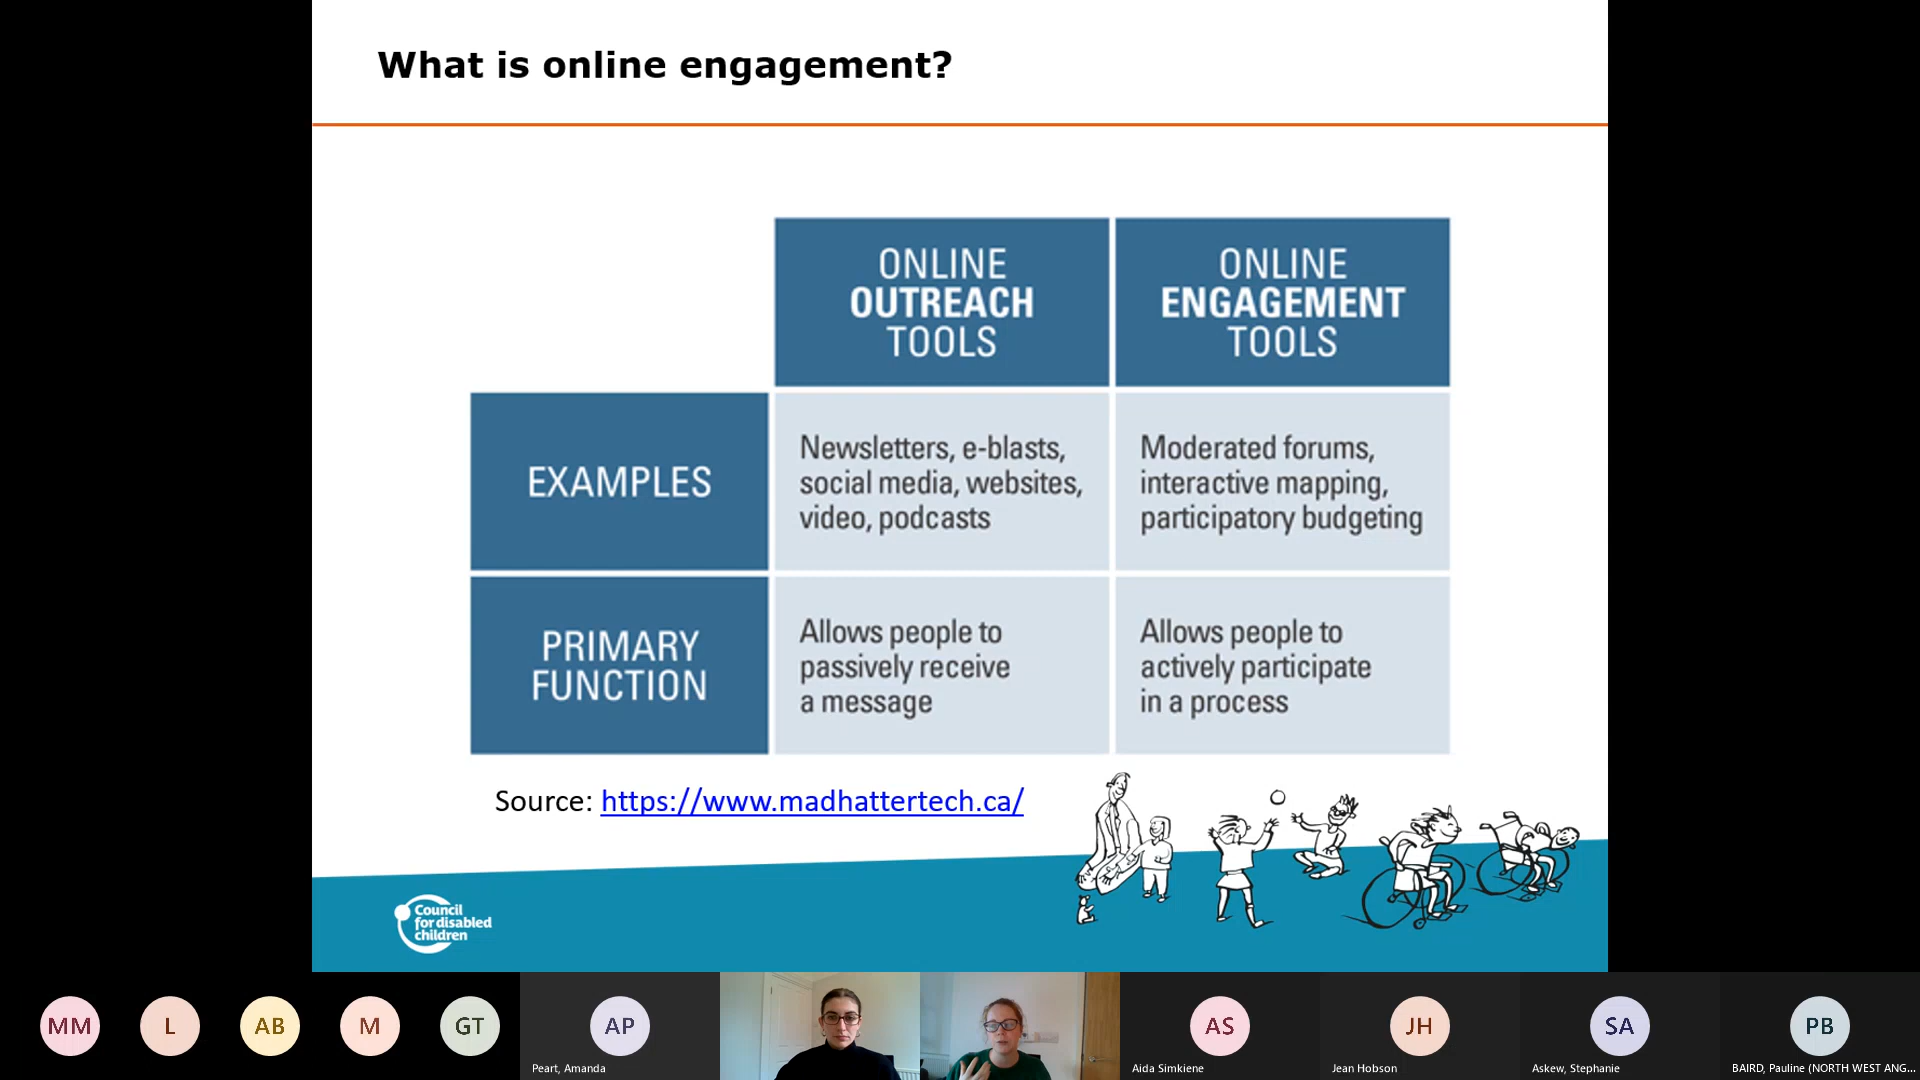 What is online engagement?
ONLINE
OUTREACH
TOOLS
ONLINE
ENGAGEMENT
TOOLS
EXAMPLES
Newsletters, e-blasts,
social media, websites,
video, podcasts
Moderated forums,
interactive mapping,
participatory budgeting
PRIMARY
FUNCTION
Allows people to
passively receive
a message
Allows people to
actively participate
in a process
Source: https://www.madhattertech.ca/
Council
for disabled
children
MM
L
AB
M
GT
AP
Peart, Amanda
AS
Aida Simkiene
JH
Jean Hobson
SA
Askew, Stephanie
PB
BAIRD, Pauline (NORTH WEST ANG...